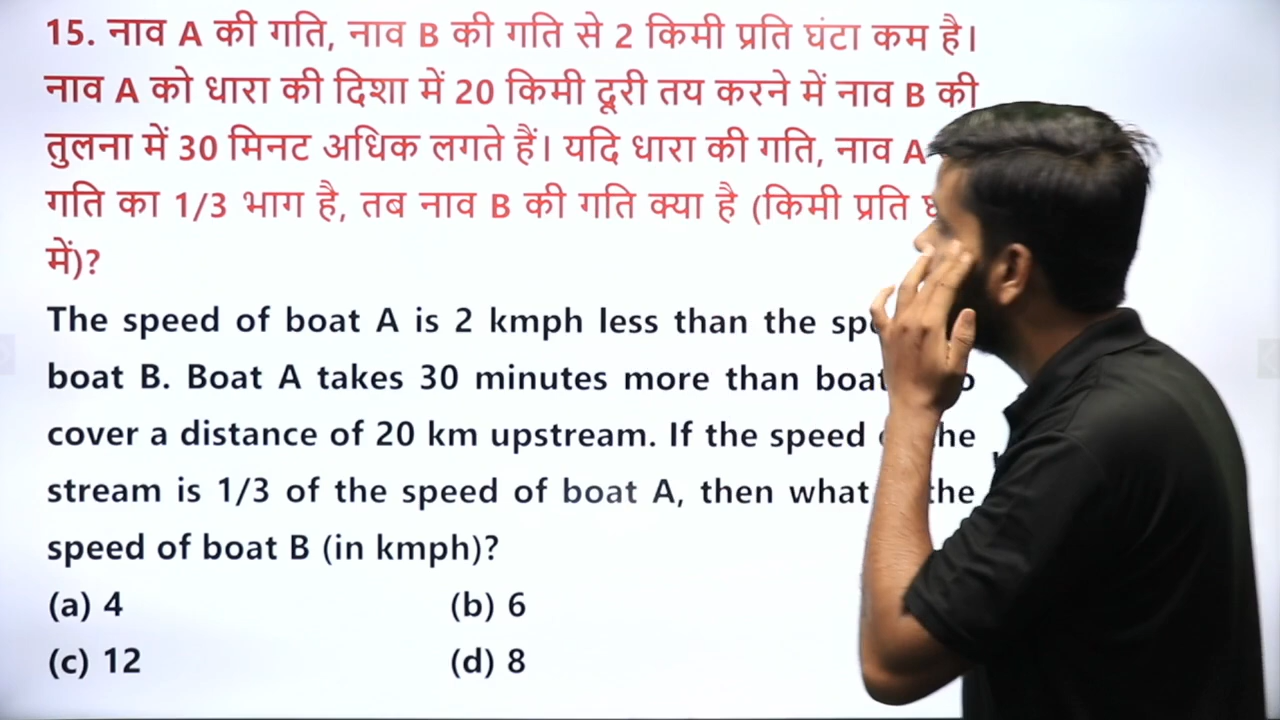 15. नाव A की गति, नाव B की गति से 2 किमी प्रति घंटा कम है।
नाव A को धारा की दिशा में 20 किमी दूरी तय करने में नाव B की
तुलना में 30 मिनट अधिक लगते हैं। यदि धारा की गति, नाव A
गति का 1/3 भाग है, तब नाव B की गति क्या है (किमी प्रति
में)?
The speed of boat A is 2 kmph less than the
boat B. Boat A takes 30 minutes more than
cover a distance of 20 km upstream. If the speed
stream is 1/3 of the speed of boat A, then what the
speed of boat B (in kmph)?
(a) 4 (b) 6
(c) 12 (d) 8